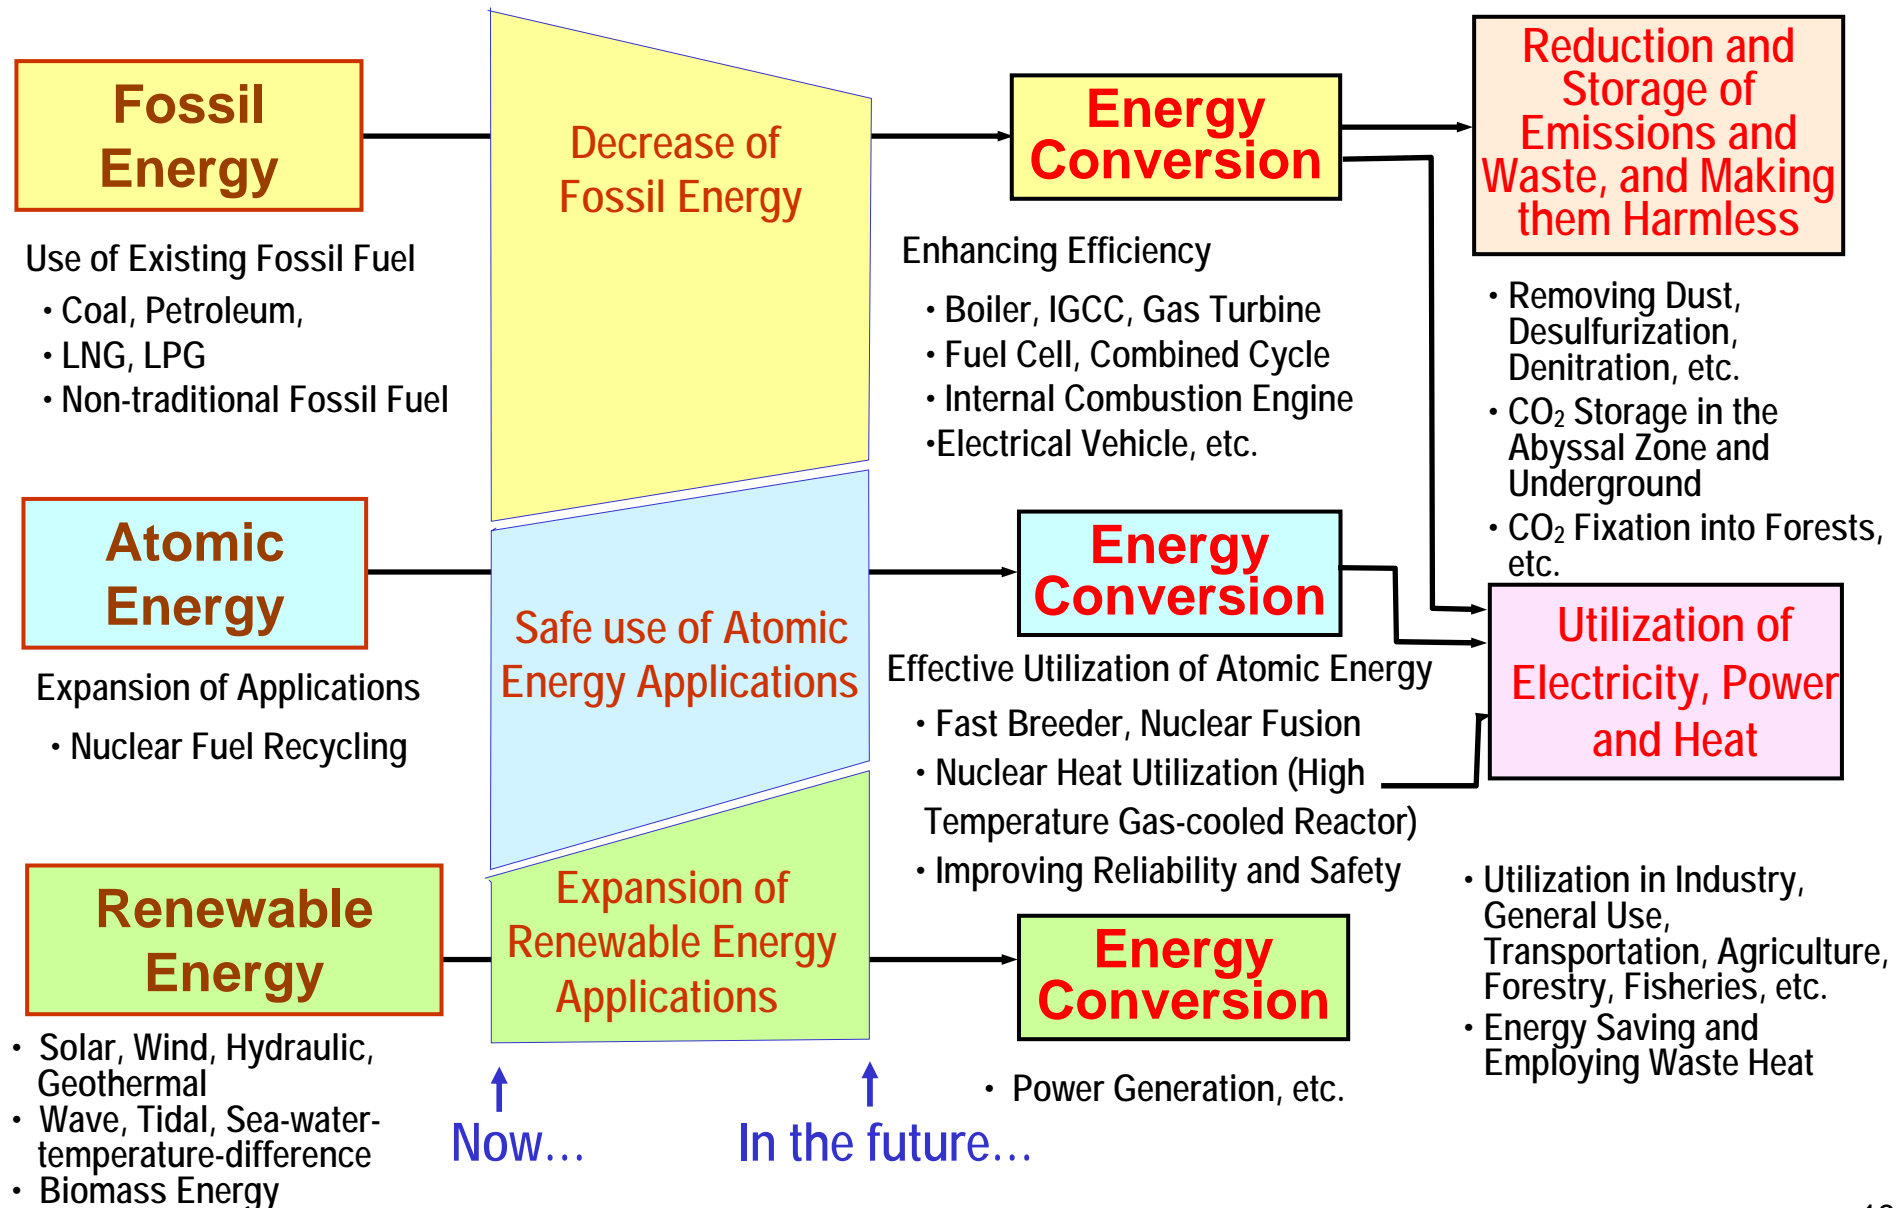 Fossil
Energy
Use of Existing Fossil Fuel
・Coal, Petroleum,
・LNG, LPG
・Non-traditional Fossil Fuel
Atomic
Energy
Expansion of Applications
・Nuclear Fuel Recycling
Renewable
Energy
・ Solar, Wind, Hydraulic,
Geothermal
・ Wave, Tidal, Sea-water-
temperature-difference
・ Biomass Energy
Decrease of
Fossil Energy
Safe use of Atomic
Energy Applications
Expansion of
Renewable Energy
Applications
Now…
In the future…
Energy
Conversion
Enhancing Efficiency
・Boiler, IGCC, Gas Turbine
・Fuel Cell, Combined Cycle
・Internal Combustion Engine
・Electrical Vehicle, etc.
Energy
Conversion
Effective Utilization of Atomic Energy
・Fast Breeder, Nuclear Fusion
・Nuclear Heat Utilization (High
Temperature Gas-cooled Reactor)
・Improving Reliability and Safety
Energy
Conversion
・ Power Generation, etc.
Reduction and
Storage of
Emissions and
Waste, and Making
them Harmless
・Removing Dust,
Desulfurization,
Denitration, etc.
・CO₂ Storage in the
Abyssal Zone and
Underground
・CO₂ Fixation into Forests,
etc.
Utilization of
Electricity, Power
and Heat
・Utilization in Industry,
General Use,
Transportation, Agriculture,
Forestry, Fisheries, etc.
・Energy Saving and
Employing Waste Heat